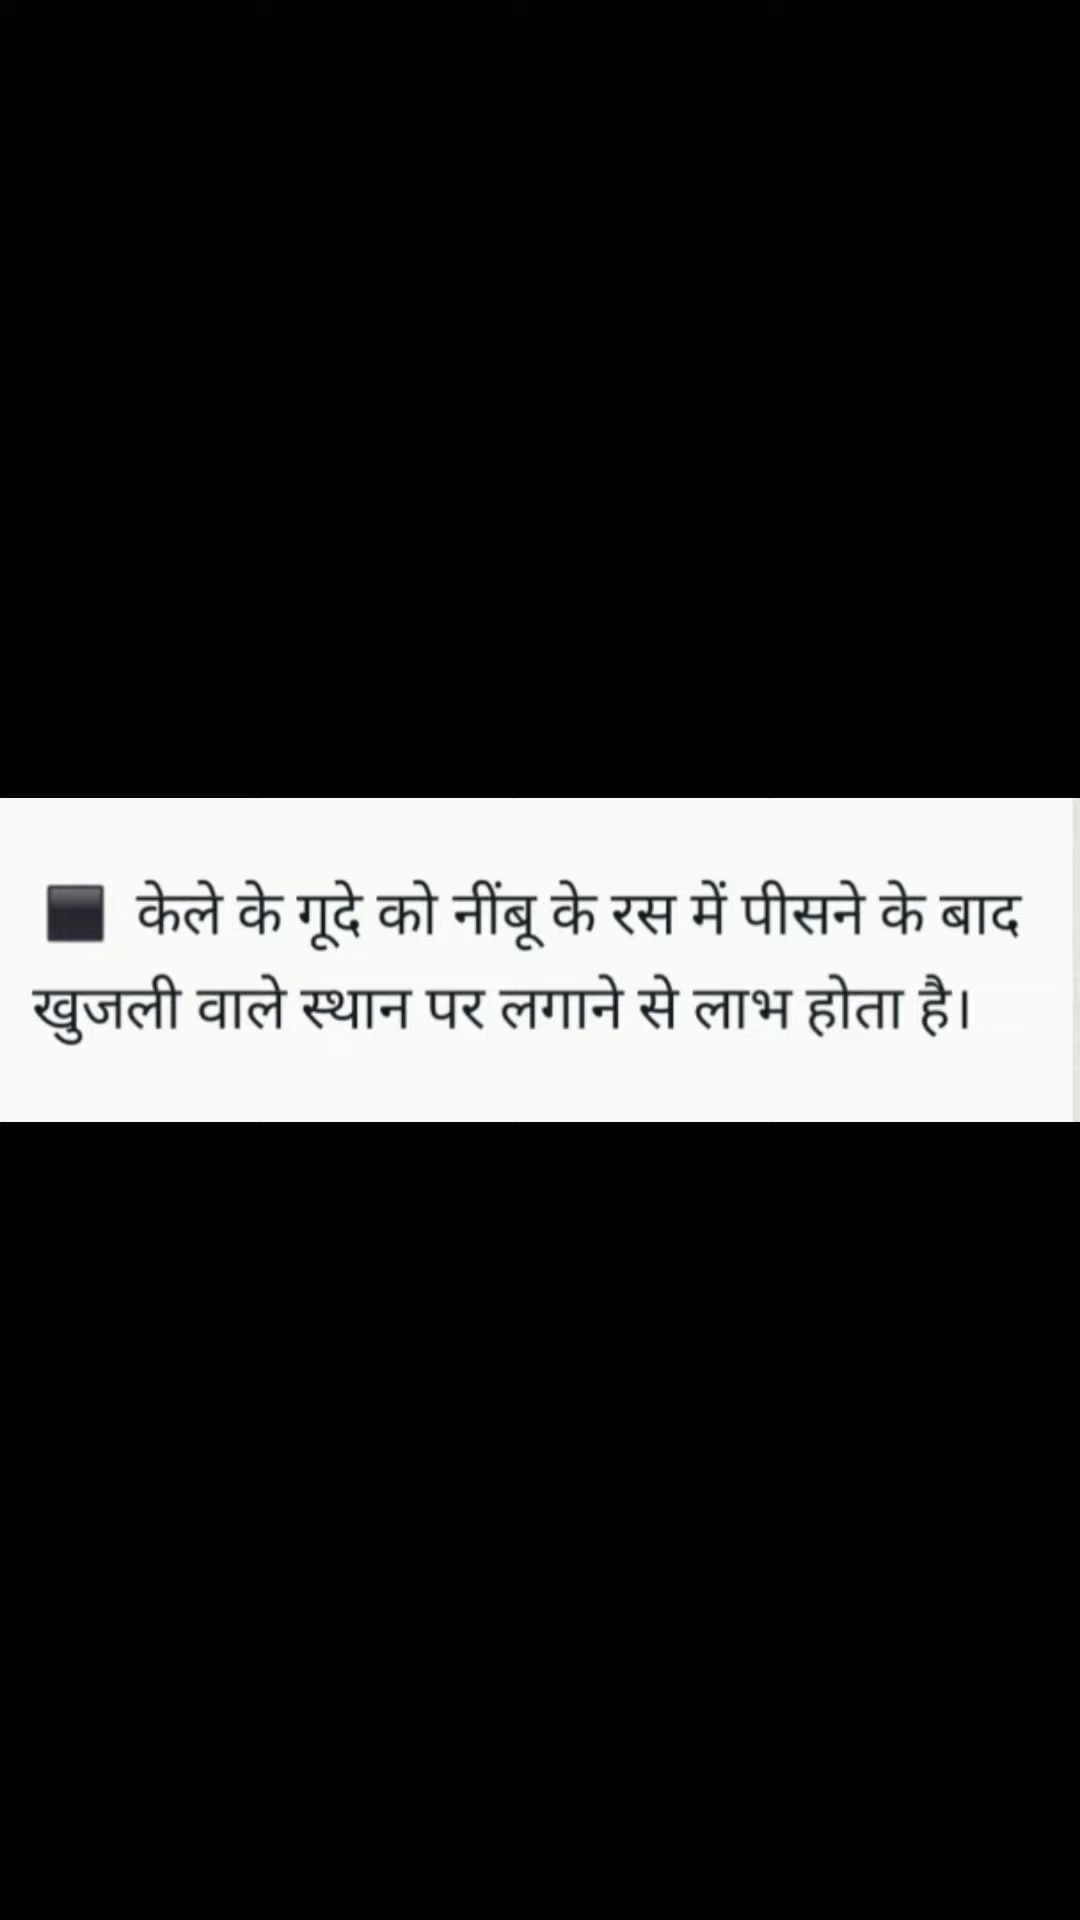 ⬛ केले के गूदे को नींबू के रस में पीसने के बाद
खुजली वाले स्थान पर लगाने से लाभ होता है।